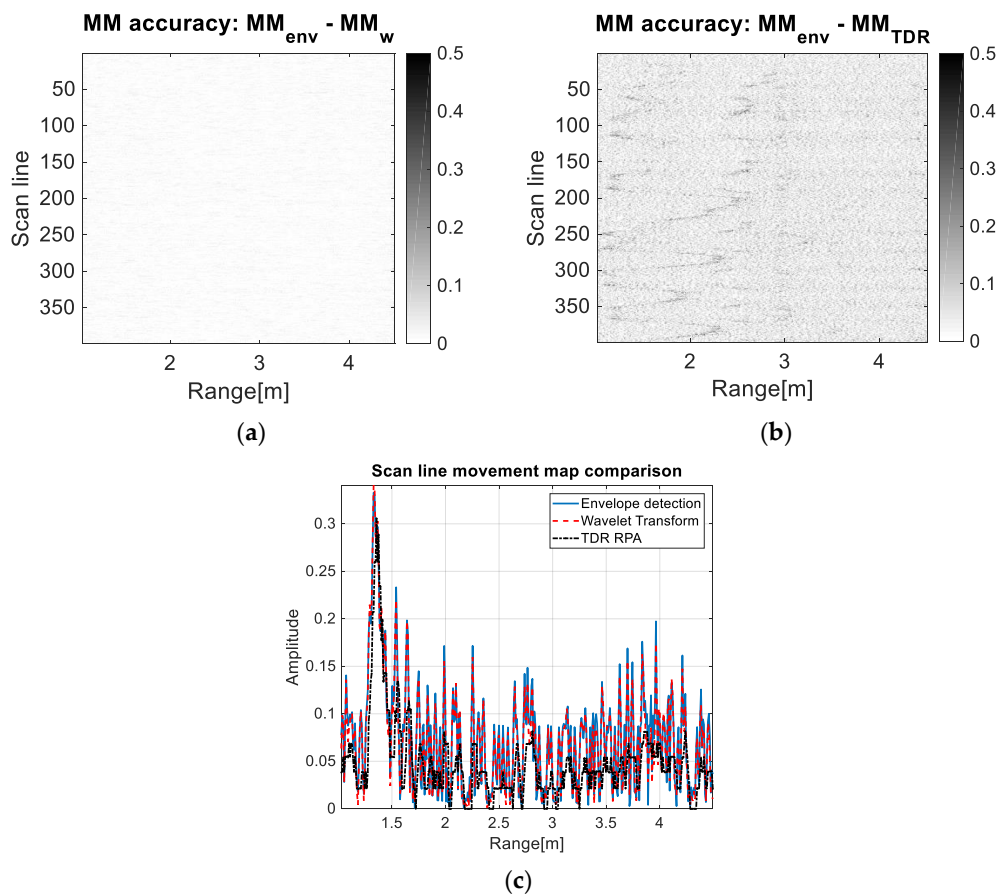 MM accuracy: MM_env - MM_w
0.5
50
0.4
100
150
0.3
200
0.2
250
300
0.1
350
0
2 3 4
Scan line
Range[m]
(a)
MM accuracy: MM_env - MM_TDR
0.5
50
0.4
100
150
0.3
200
0.2
250
300
0.1
350
0
2 3 4
Scan line
Range[m]
(b)
Scan line movement map comparison
Envelope detection
Wavelet Transform
TDR RPA
0.3
0.25
0.2
0.15
0.1
0.05
0
Amplitude
1.5 2 2.5 3 3.5 4
Range[m]
(c)